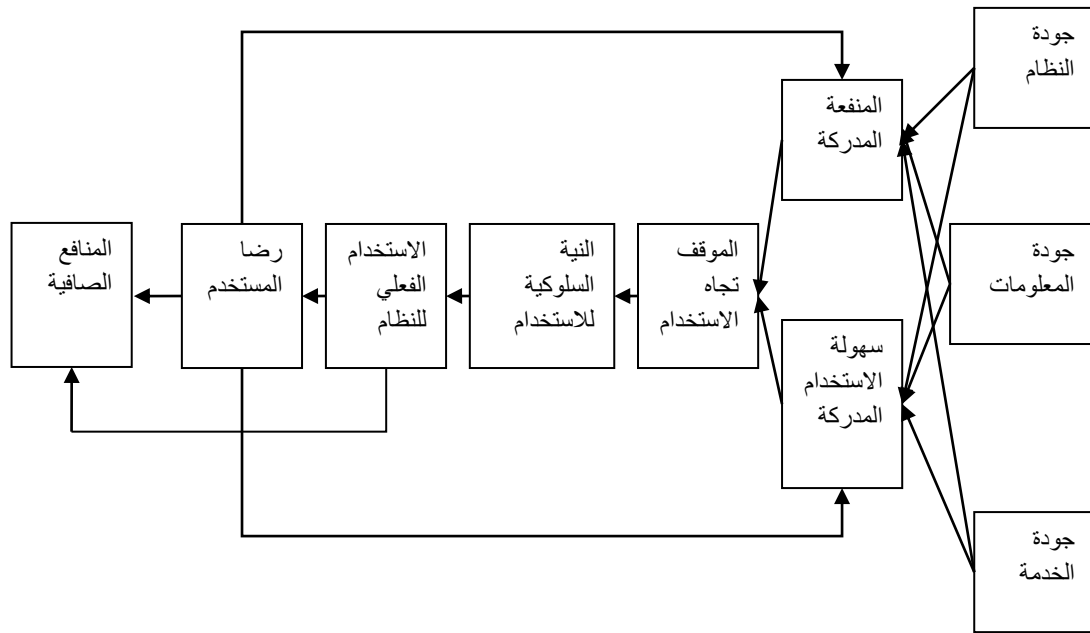 جودة
النظام
جودة
المعلومات
جودة
الخدمة
المنفعة
المدركة
سهولة
الاستخدام
المدركة
الموقف
تجاه
الاستخدام
النية
السلوكية
للاستخدام
الاستخدام
الفعلي
للنظام
رضا
المستخدم
المنافع
الصافية